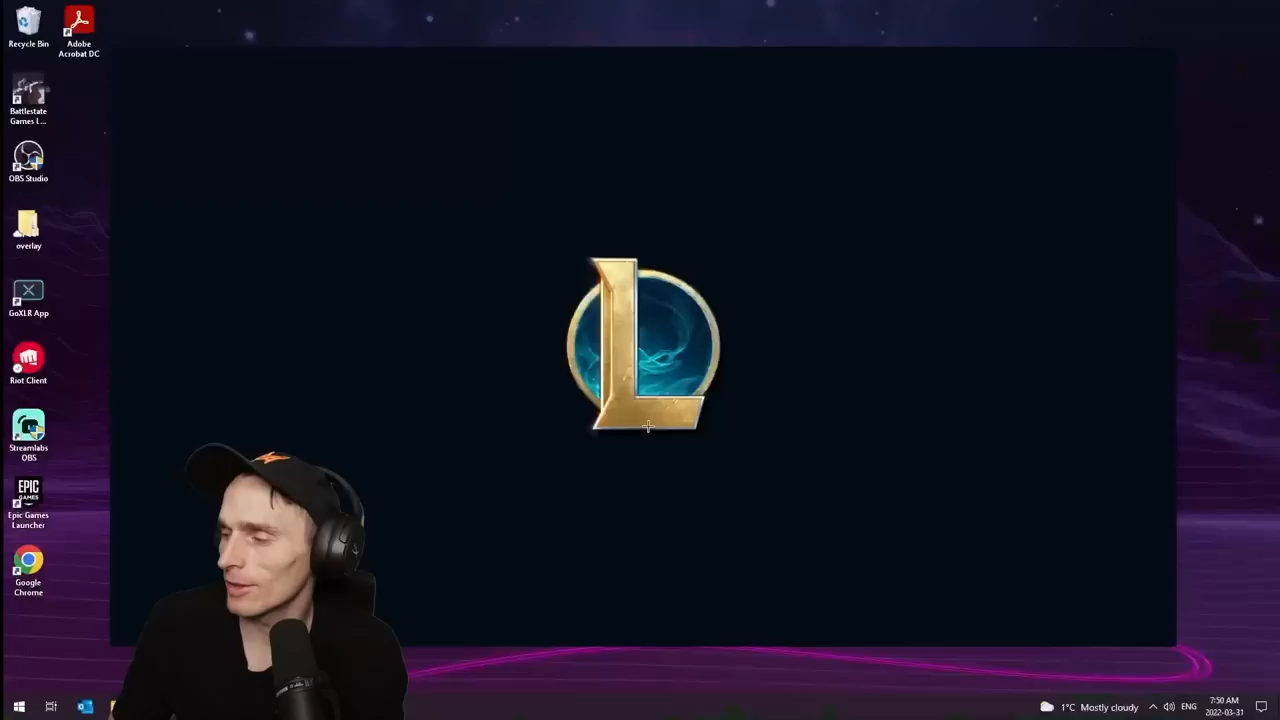 Recycle Bin
Adobe
Acrobat DC
Battlestate
Games L...
OBS Studio
overlay
GoXLR App
Riot Client
Streamlabs
OBS
EPIC
GAMES
Epic Games
Launcher
Google
Chrome
L
1°C Mostly cloudy
ENG
7:50 AM
2022-03-31